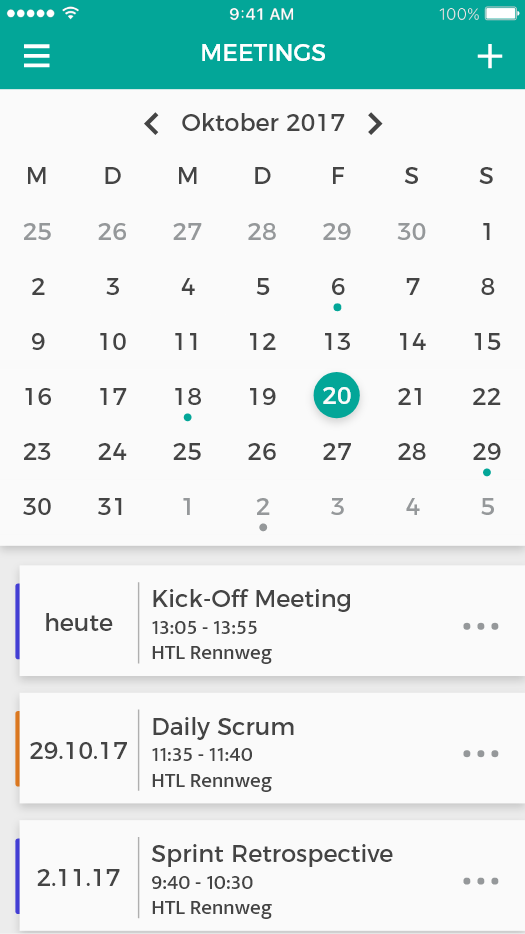 9:41 AM 100%
MEETINGS
Oktober 2017
M D M D F S S
25 26 27 28 29 30 1
2 3 4 5 6 7 8
9 10 11 12 13 14 15
16 17 18 19 20 21 22
23 24 25 26 27 28 29
30 31 1 2 3 4 5
heute
Kick-Off Meeting
13:05 - 13:55
HTL Rennweg
29.10.17
Daily Scrum
11:35 - 11:40
HTL Rennweg
2.11.17
Sprint Retrospective
9:40 - 10:30
HTL Rennweg